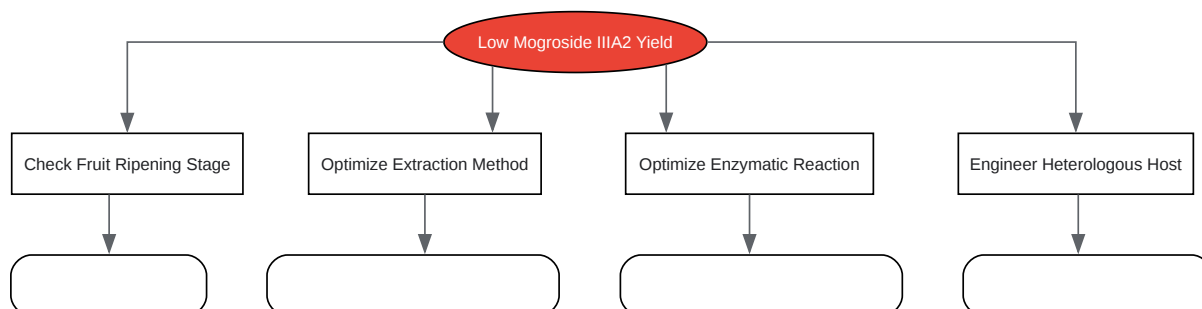 Low Mogroside IIIA2 Yield
Check Fruit Ripening Stage
Optimize Extraction Method
Optimize Enzymatic Reaction
Engineer Heterologous Host